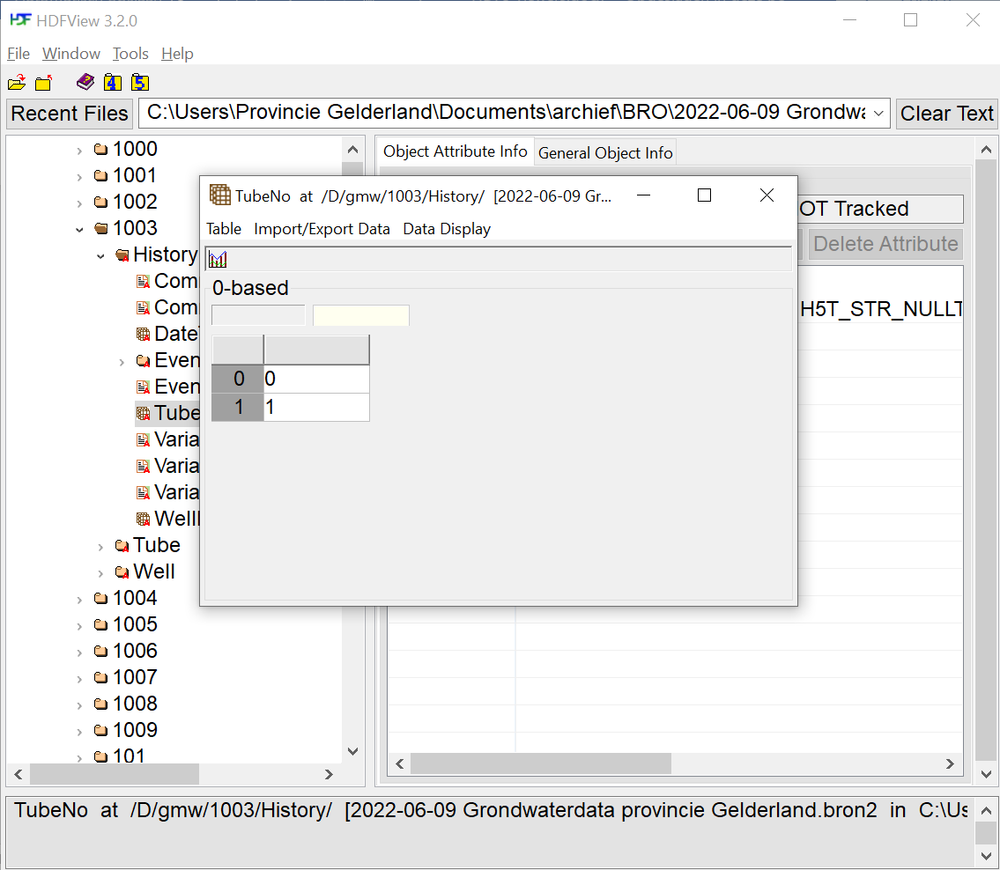 HDF HDFView 3.2.0
File Window Tools Help
4 5
Recent Files C:\Users\Provincie Gelderland\Documents\archief\BRO\2022-06-09 Grondwa Clear Text
1000
1001
1002
1003
History
Com
Com
Date
Even
Even
Tube
Varia
Varia
Varia
Well
Tube
Well
1004
1005
1006
1007
1008
1009
101
Object Attribute Info General Object Info
OT Tracked
Delete Attribute
H5T_STR_NULLT
TubeNo at /D/gmw/1003/History/ [2022-06-09 Gr...
Table Import/Export Data Data Display
0-based
0 0
1 1
TubeNo at /D/gmw/1003/History/ [2022-06-09 Grondwaterdata provincie Gelderland.bron2 in C:\Us